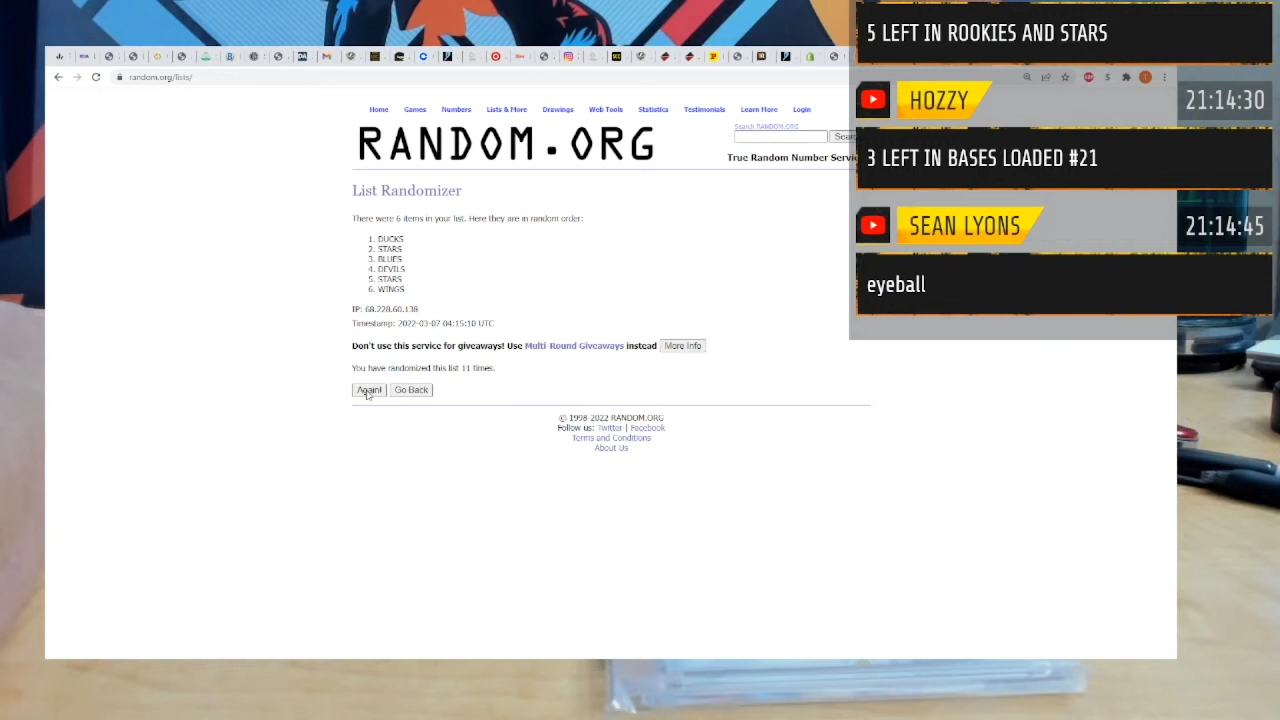 random.org/lists/
Home Games Numbers Lists & More Drawings Web Tools Statistics Testimonials Learn More Login
RANDOM.ORG
Search RANDOM.ORG
True Random Number
List Randomizer
There were 6 items in your list. Here they are in random order:
1. DUCKS
2. STARS
3. BLUES
4. DEVILS
5. STARS
6. WINGS
IP: 68.228.60.138
Timestamp: 2022-03-07 04:15:10 UTC
Don't use this service for giveaways! Use Multi-Round Giveaways instead More Info
You have randomized this list 11 times.
Again! Go Back
© 1998-2022 RANDOM.ORG
Follow us: Twitter | Facebook
Terms and Conditions
About Us
5 LEFT IN ROOKIES AND STARS
HOZZY 21:14:30
3 LEFT IN BASES LOADED #21
SEAN LYONS 21:14:45
eyeball